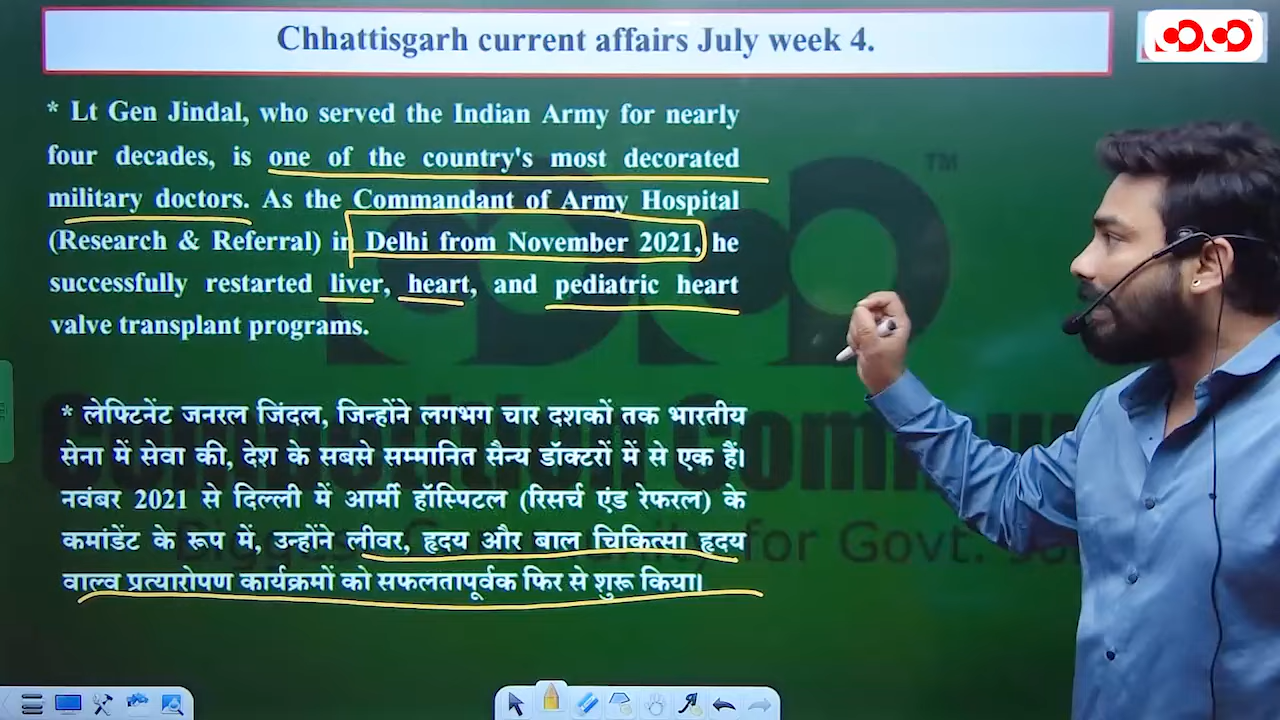 Chhattisgarh current affairs July week 4.
* Lt Gen Jindal, who served the Indian Army for nearly
four decades, is one of the country's most decorated
military doctors. As the Commandant of Army Hospital
(Research & Referral) in Delhi from November 2021, he
successfully restarted liver, heart, and pediatric heart
valve transplant programs.
TM
* लेफ्टिनेंट जनरल जिंदल, जिन्होंने लगभग चार दशकों तक भारतीय
सेना में सेवा की, देश के सबसे सम्मानित सैन्य डॉक्टरों में से एक हैं।
नवंबर 2021 से दिल्ली में आर्मी हॉस्पिटल (रिसर्च एंड रेफरल) के
कमांडेंट के रूप में, उन्होंने लीवर, हृदय और बाल चिकित्सा हृदय
वाल्व प्रत्यारोपण कार्यक्रमों को सफलतापूर्वक फिर से शुरू किया।
for Govt.